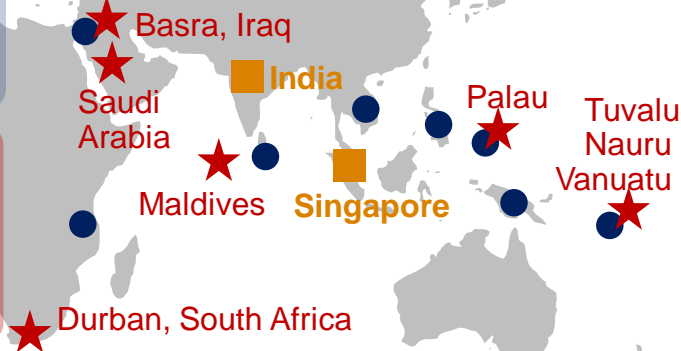 Basra, Iraq
India
Saudi
Arabia
Palau
Tuvalu
Nauru
Vanuatu
Maldives
Singapore
Durban, South Africa